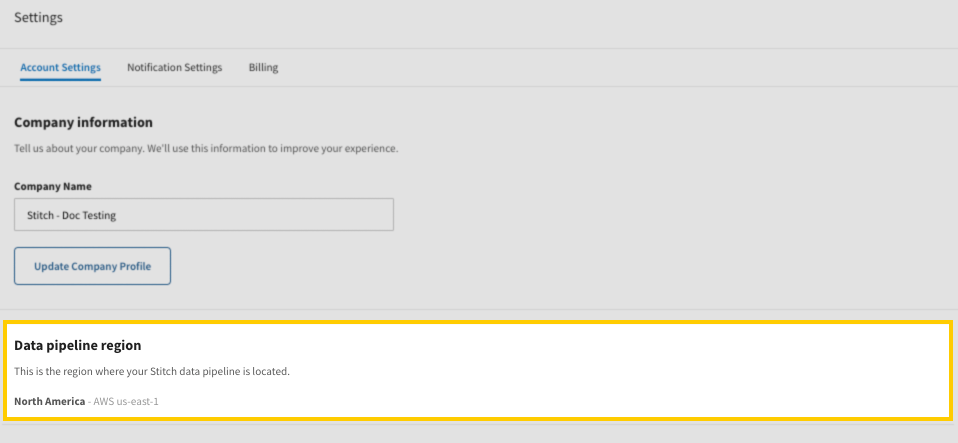 Settings
Account Settings Notification Settings Billing
Company information
Tell us about your company. We'll use this information to improve your experience.
Company Name
Stitch - Doc Testing
Update Company Profile
Data pipeline region
This is the region where your Stitch data pipeline is located.
North America - AWS us-east-1